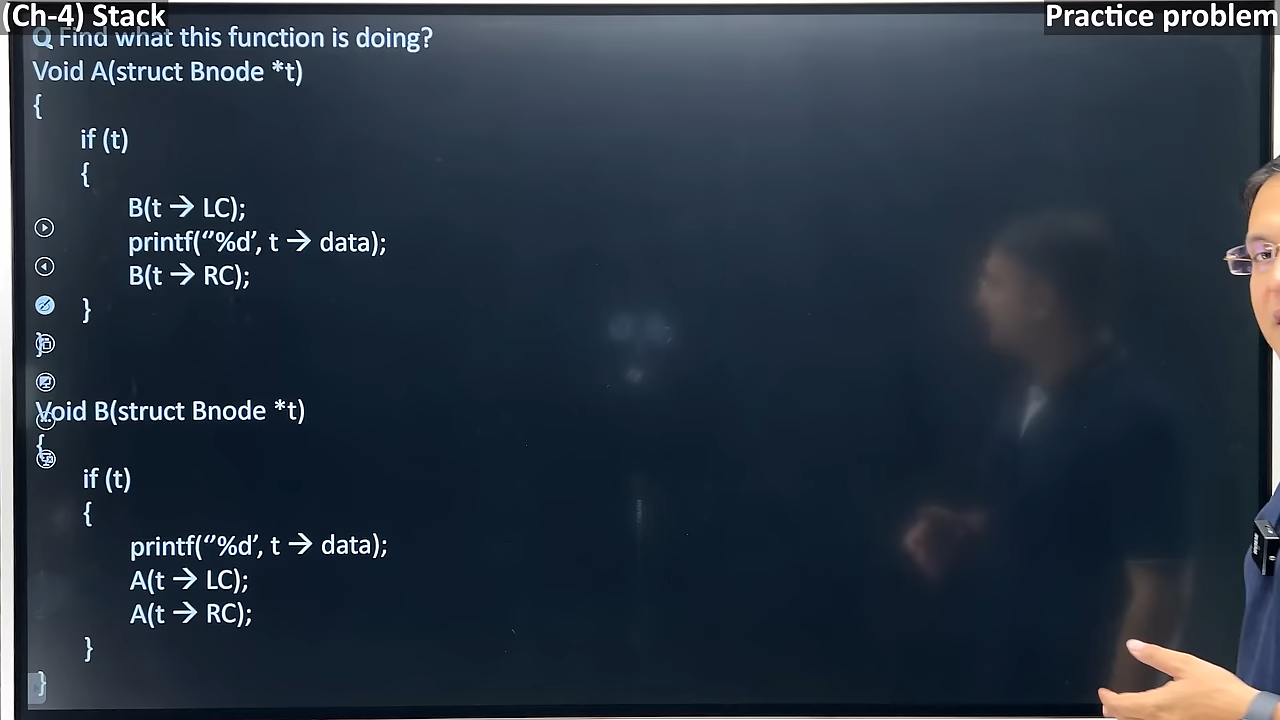 (Ch-4) Stack
Practice problem
Q Find what this function is doing?
Void A(struct Bnode *t)
{
if (t)
{
B(t → LC);
printf(“%d’, t → data);
B(t → RC);
}
}
Void B(struct Bnode *t)
{
if (t)
{
printf(“%d’, t → data);
A(t → LC);
A(t → RC);
}
}